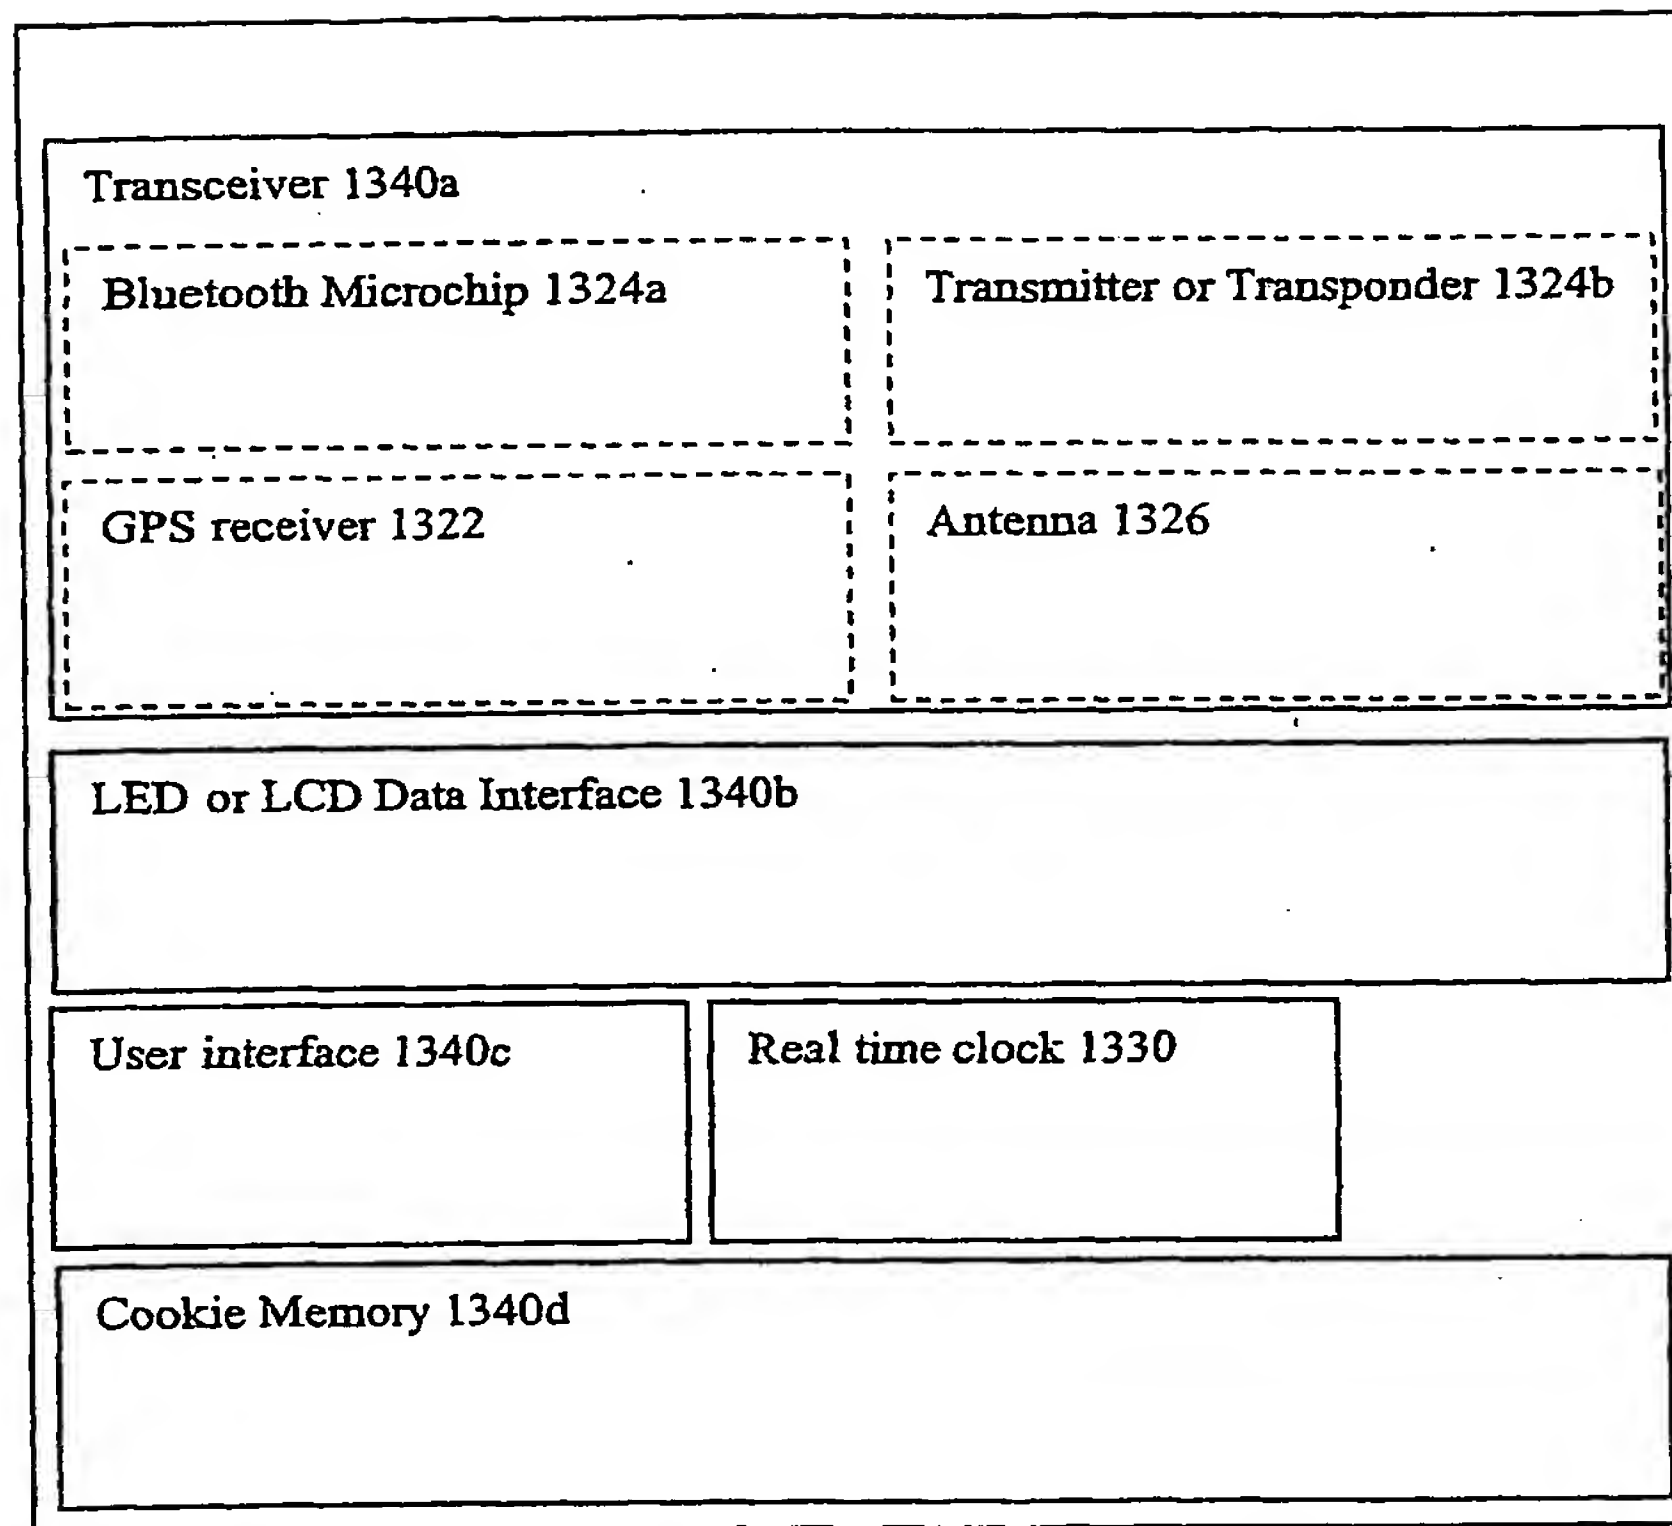 Transceiver 1340a
Bluetooth Microchip 1324a
Transmitter or Transponder 1324b
GPS receiver 1322
Antenna 1326
LED or LCD Data Interface 1340b
User interface 1340c
Real time clock 1330
Cookie Memory 1340d